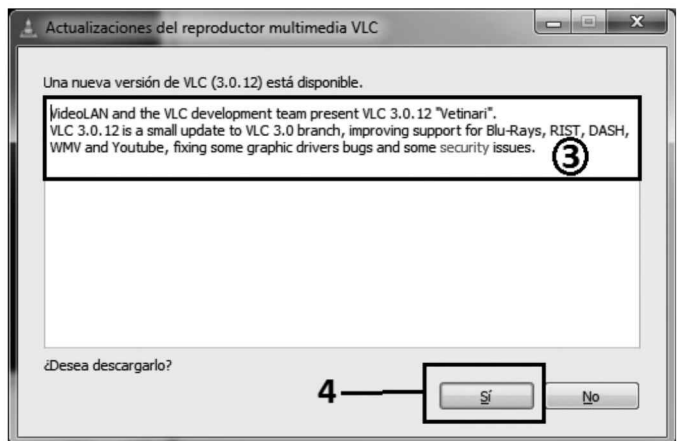 Actualizaciones del reproductor multimedia VLC
Una nueva versión de VLC (3.0.12) está disponible.
VideoLAN and the VLC development team present VLC 3.0.12 "Vetinari".
VLC 3.0.12 is a small update to VLC 3.0 branch, improving support for Blu-Rays, RIST, DASH,
WMV and Youtube, fixing some graphic drivers bugs and some security issues.
3
¿Desea descargarlo?
4
Sí
No